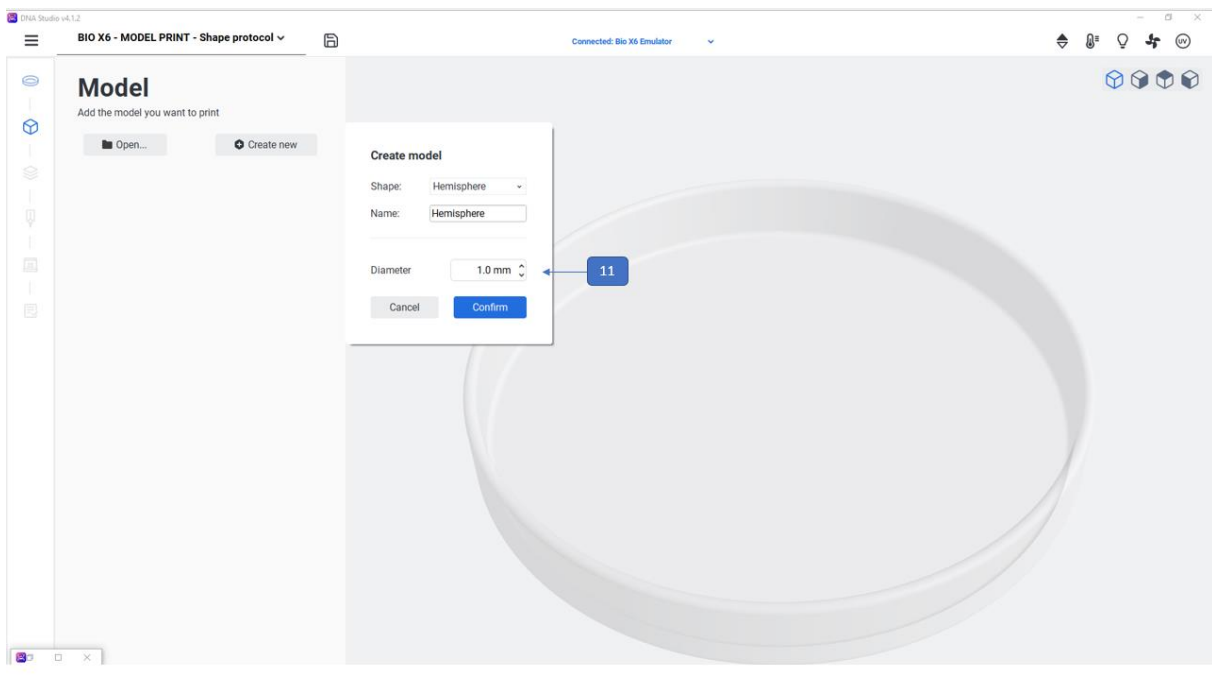 DNA Studio v4.1.2
BIO X6 - MODEL PRINT - Shape protocol
Connected: Bio X6 Emulator
UV
Model
Add the model you want to print
Open...
Create new
Create model
Shape: Hemisphere
Name: Hemisphere
Diameter 1.0 mm
11
Cancel Confirm